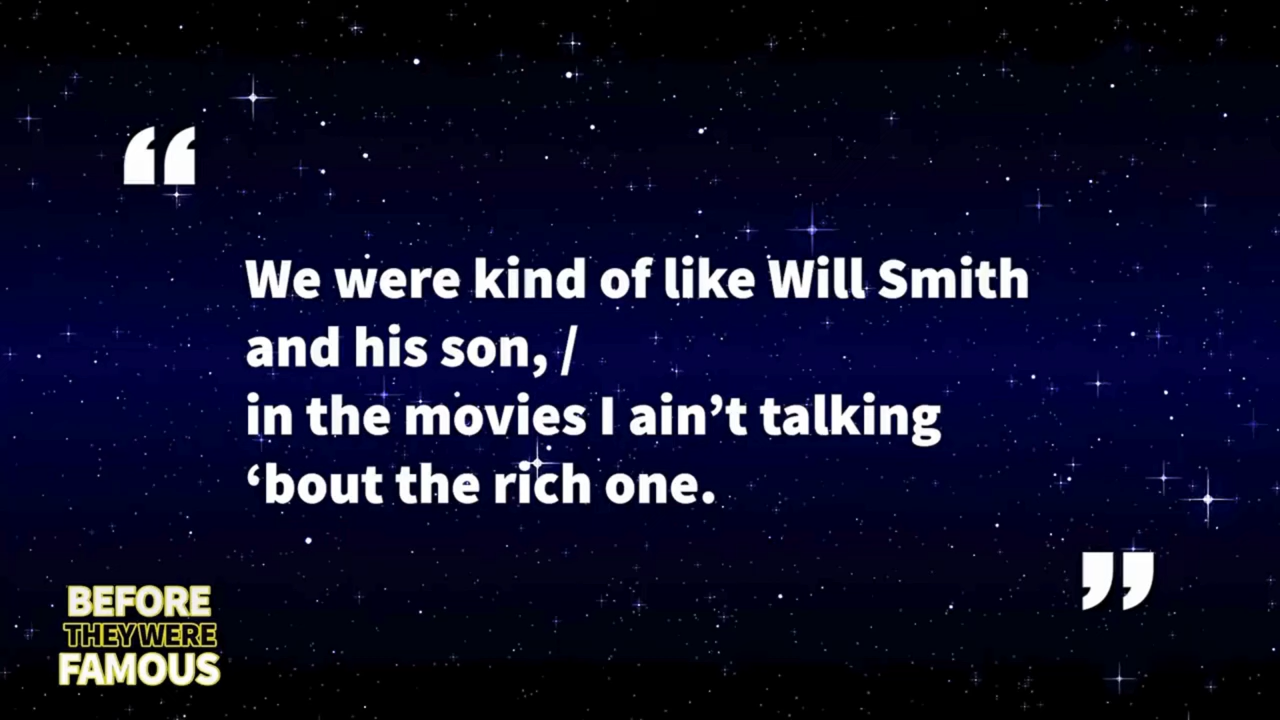 “
We were kind of like Will Smith
and his son, /
in the movies I ain’t talking
‘bout the rich one.
”
BEFORE
THEY WERE
FAMOUS